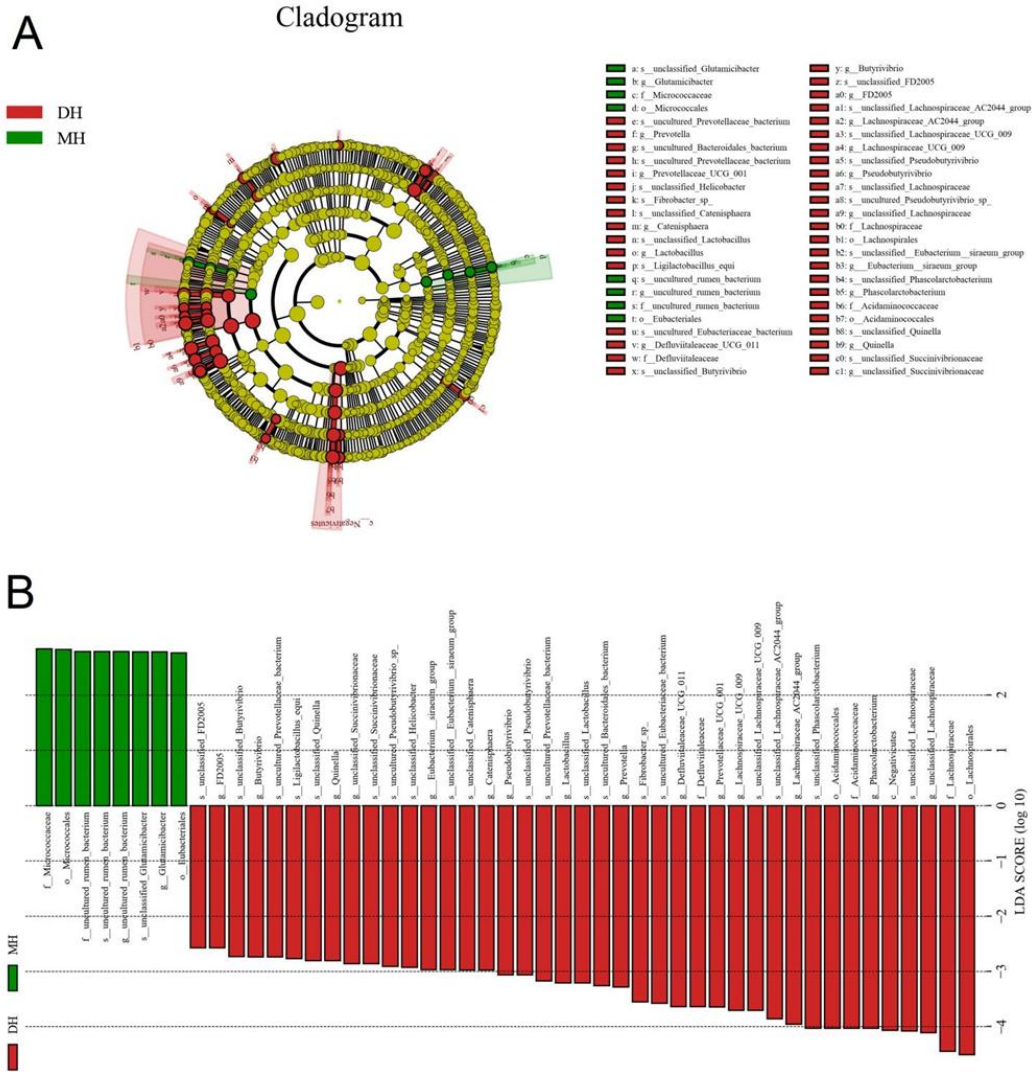 Cladogram
A
DH
MH
a: s__unclassified_Glutamicibacter
b: g__Glutamicibacter
c: f__Micrococcaceae
d: o__Micrococcales
e: s__uncultured_Prevotellaceae_bacterium
f: g__Prevotella
g: s__uncultured_Bacteroidales_bacterium
h: s__uncultured_Prevotellaceae_bacterium
i: g__Prevotellaceae_UCG_001
j: s__unclassified_Helicobacter
k: s__Fibrobacter_sp_
l: s__unclassified_Catenisphaera
m: g__Catenisphaera
n: s__unclassified_Lactobacillus
o: g__Lactobacillus
p: s__Ligilactobacillus_equi
q: s__uncultured_rumen_bacterium
r: g__uncultured_rumen_bacterium
s: f__uncultured_rumen_bacterium
t: o__Eubacteriales
u: s__uncultured_Eubacteriaceae_bacterium
v: g__Defluviitaleaceae_UCG_011
w: f__Defluviitaleaceae
x: s__unclassified_Butyrivibrio
y: g__Butyrivibrio
z: s__unclassified_FD2005
a0: g__FD2005
a1: s__unclassified_Lachnospiraceae_AC2044_group
a2: g__Lachnospiraceae_AC2044_group
a3: s__unclassified_Lachnospiraceae_UCG_009
a4: g__Lachnospiraceae_UCG_009
a5: s__unclassified_Pseudobutyrivibrio
a6: g__Pseudobutyrivibrio
a7: s__unclassified_Lachnospiraceae
a8: s__uncultured_Pseudobutyrivibrio_sp_
a9: g__unclassified_Lachnospiraceae
b0: f__Lachnospiraceae
b1: o__Lachnospirales
b2: s__unclassified__Eubacterium__siraeum_group
b3: g__Eubacterium__siraeum_group
b4: s__unclassified_Phascolarctobacterium
b5: g__Phascolarctobacterium
b6: f__Acidaminococcaceae
b7: o__Acidaminococcales
b8: s__unclassified_Quinella
b9: g__Quinella
c0: s__unclassified_Succinivibrionaceae
c1: g__unclassified_Succinivibrionaceae
c__Negativicutes
B
f__Micrococcaceae
o__Micrococcales
f__uncultured_rumen_bacterium
s__uncultured_rumen_bacterium
g__uncultured_rumen_bacterium
s__unclassified_Glutamicibacter
g__Glutamicibacter
o__Eubacteriales
s__unclassified_FD2005
g__FD2005
s__unclassified_Butyrivibrio
g__Butyrivibrio
s__uncultured_Prevotellaceae_bacterium
s__Ligilactobacillus_equi
s__unclassified_Quinella
g__Quinella
g__unclassified_Succinivibrionaceae
s__unclassified_Succinivibrionaceae
s__uncultured_Pseudobutyrivibrio_sp_
s__unclassified_Helicobacter
g__Eubacterium__siraeum_group
s__unclassified__Eubacterium__siraeum_group
s__unclassified_Catenisphaera
g__Catenisphaera
g__Pseudobutyrivibrio
s__unclassified_Pseudobutyrivibrio
s__uncultured_Prevotellaceae_bacterium
g__Lactobacillus
s__unclassified_Lactobacillus
s__uncultured_Bacteroidales_bacterium
g__Prevotella
s__Fibrobacter_sp_
s__uncultured_Eubacteriaceae_bacterium
g__Defluviitaleaceae_UCG_011
f__Defluviitaleaceae
g__Prevotellaceae_UCG_001
g__Lachnospiraceae_UCG_009
s__unclassified_Lachnospiraceae_UCG_009
s__unclassified_Lachnospiraceae_AC2044_group
g__Lachnospiraceae_AC2044_group
s__unclassified_Phascolarctobacterium
o__Acidaminococcales
f__Acidaminococcaceae
g__Phascolarctobacterium
c__Negativicutes
s__unclassified_Lachnospiraceae
g__unclassified_Lachnospiraceae
f__Lachnospiraceae
o__Lachnospirales
2
1
0
−1
−2
−3
−4
LDA SCORE (log 10)
DH
MH